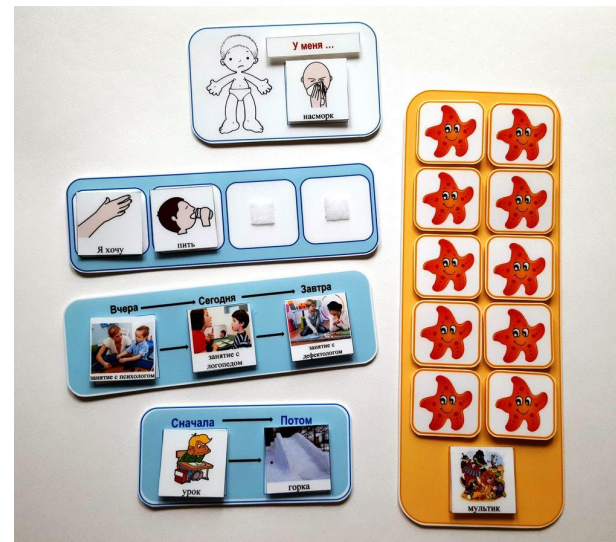 У меня ...
насморк
Я хочу
пить
Вчера
Сегодня
Завтра
занятие с психологом
занятие с
логопедом
занятие с
дефектологом
Сначала
Потом
урок
горка
мультик